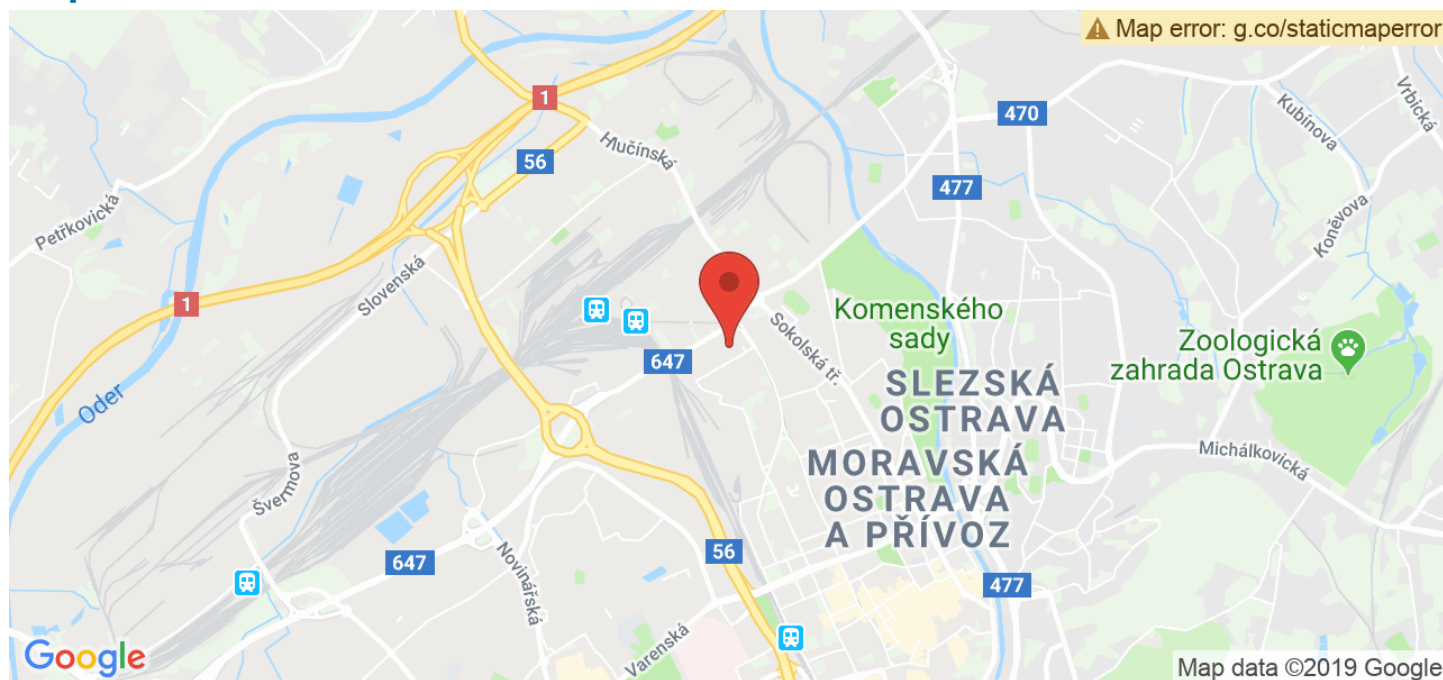 Map error: g.co/staticmaperror
1
56
Hlučínská
470
Kubínova
Vrbická
477
Petřkovická
Koněvova
Slovenská
1
Komenského
sady
Sokolská tř.
Zoologická
zahrada Ostrava
647
Oder
SLEZSKÁ
OSTRAVA
Michálkovická
MORAVSKÁ
OSTRAVA
A PŘÍVOZ
Švermova
647
Novinářská
56
477
Varenská
Google
Map data ©2019 Google